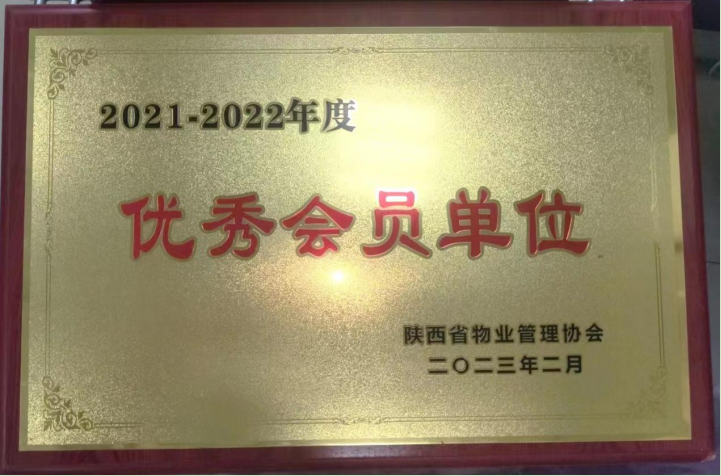 2021-2022年度
优秀会员单位
陕西省物业管理协会
二〇二三年二月